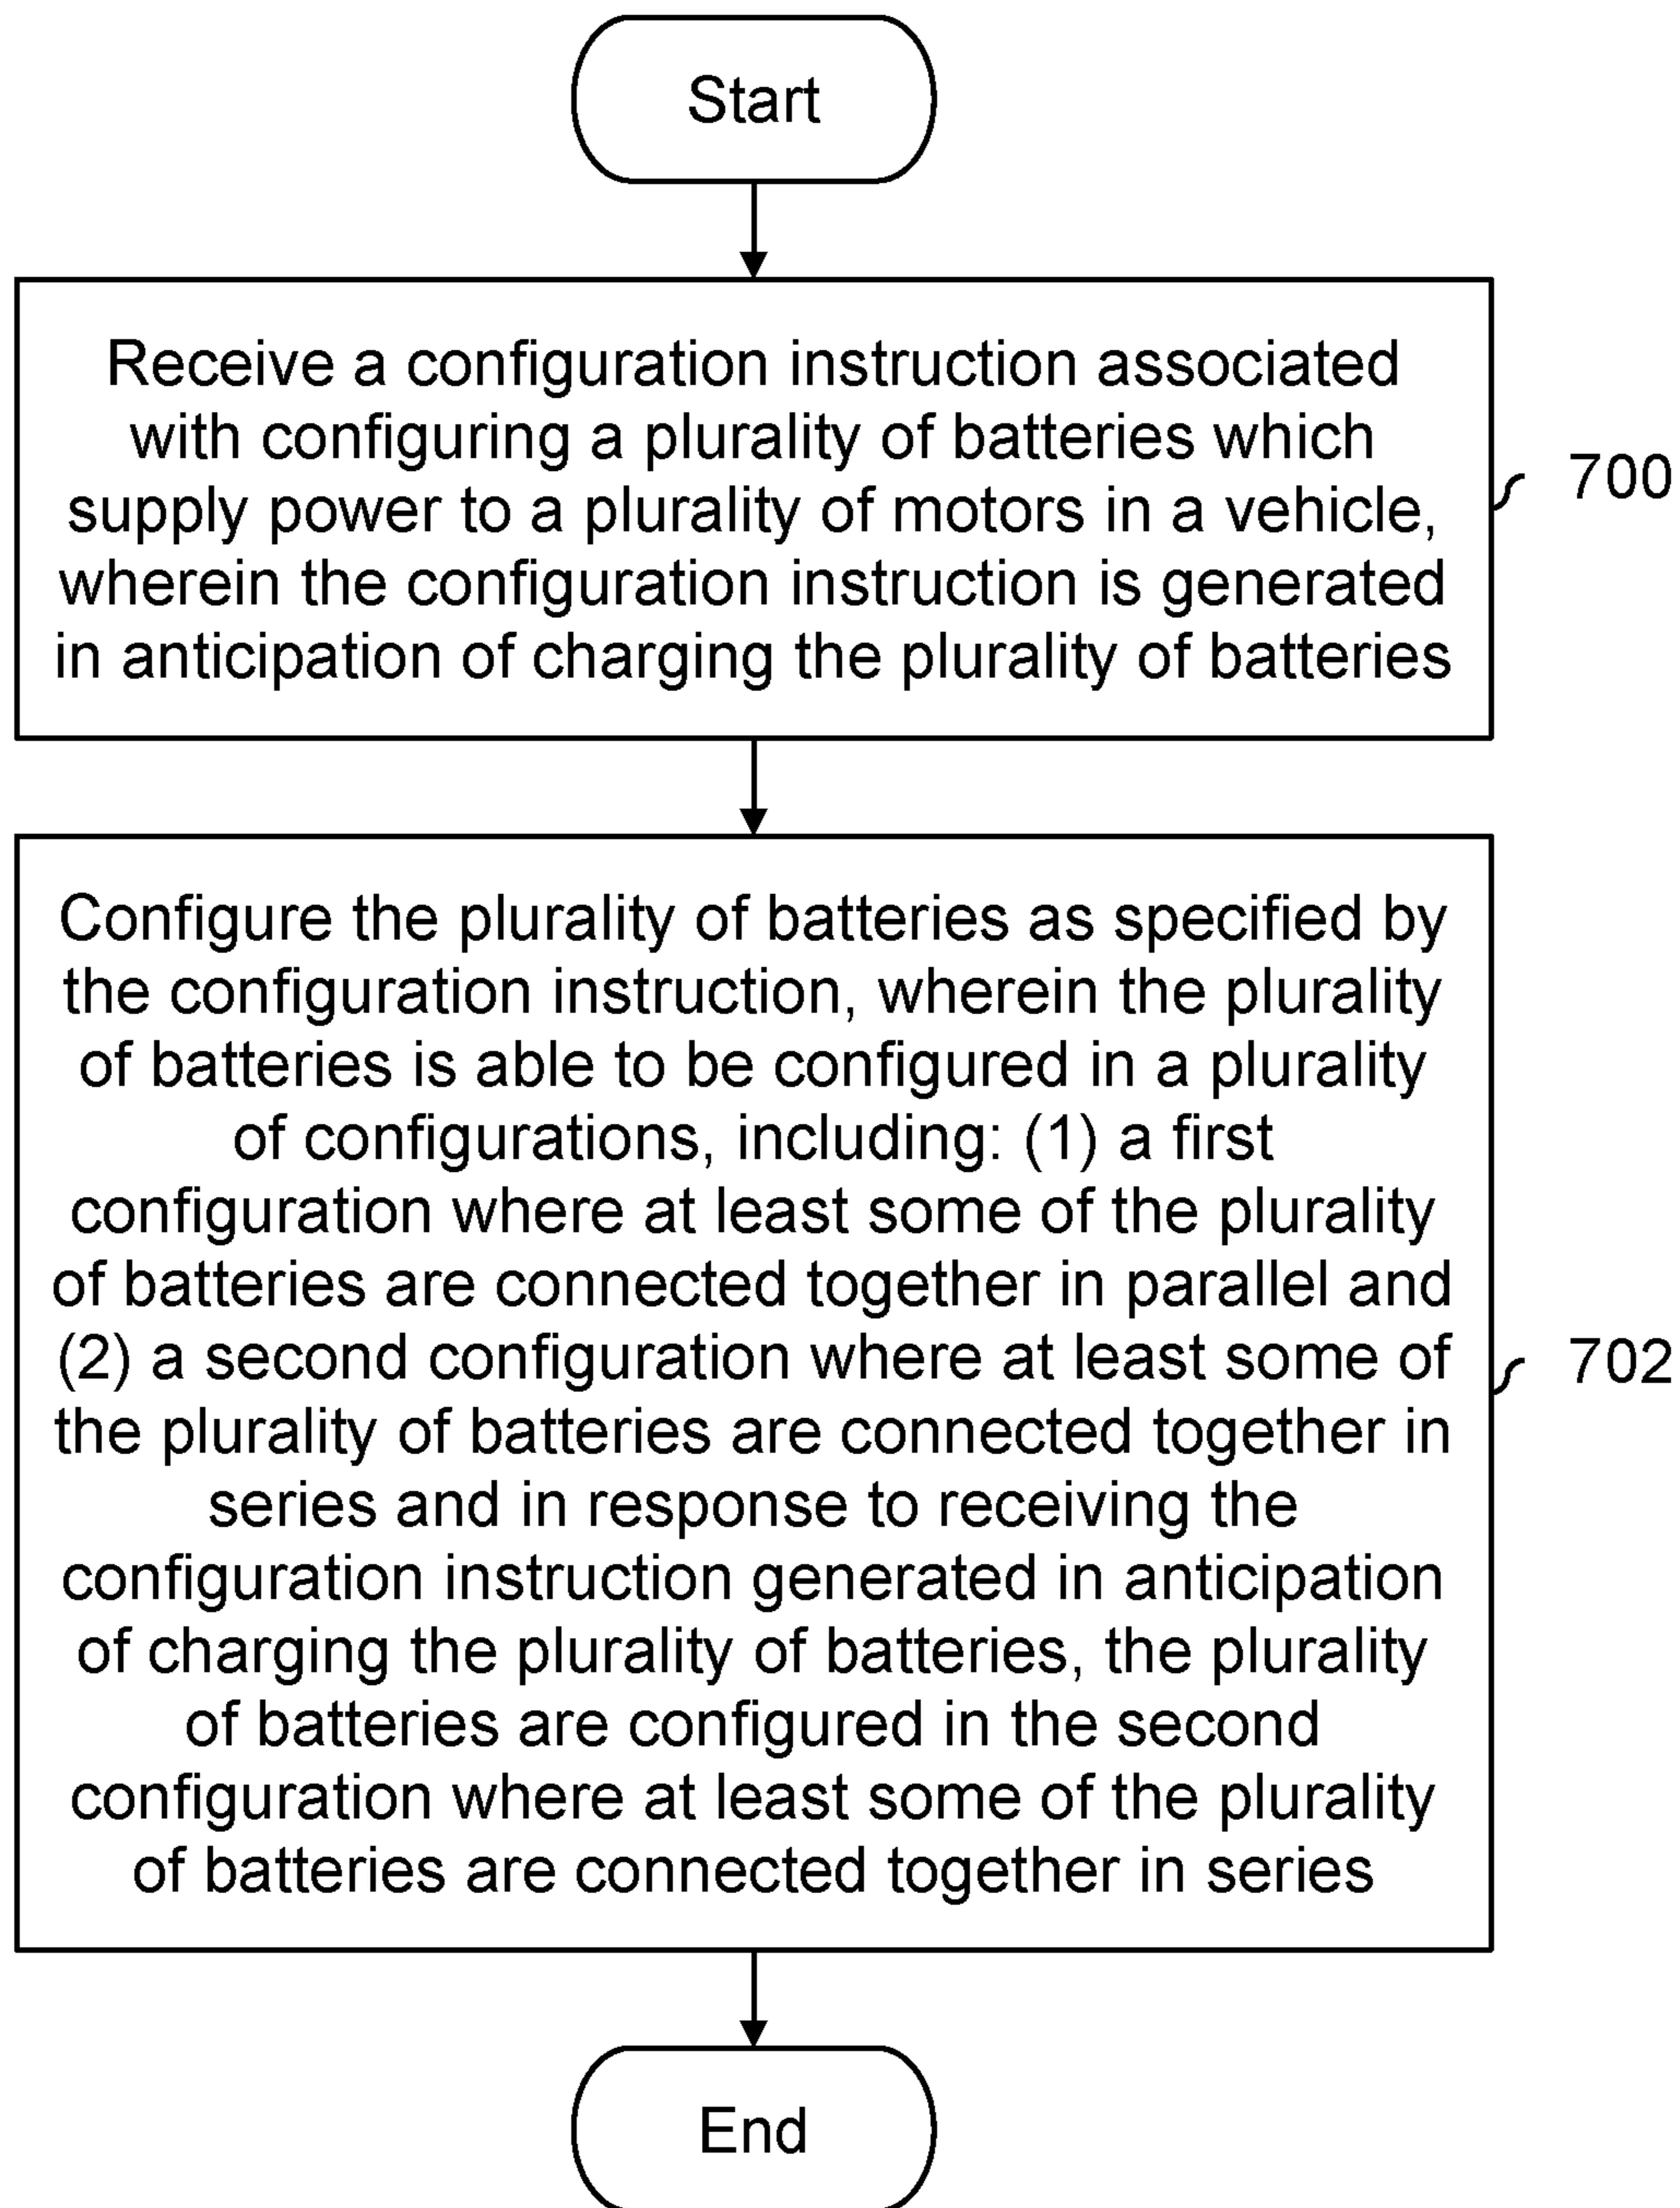 Start
Receive a configuration instruction associated
with configuring a plurality of batteries which
supply power to a plurality of motors in a vehicle,
wherein the configuration instruction is generated
in anticipation of charging the plurality of batteries
700
Configure the plurality of batteries as specified by
the configuration instruction, wherein the plurality
of batteries is able to be configured in a plurality
of configurations, including: (1) a first
configuration where at least some of the plurality
of batteries are connected together in parallel and
(2) a second configuration where at least some of
the plurality of batteries are connected together in
series and in response to receiving the
configuration instruction generated in anticipation
of charging the plurality of batteries, the plurality
of batteries are configured in the second
configuration where at least some of the plurality
of batteries are connected together in series
702
End